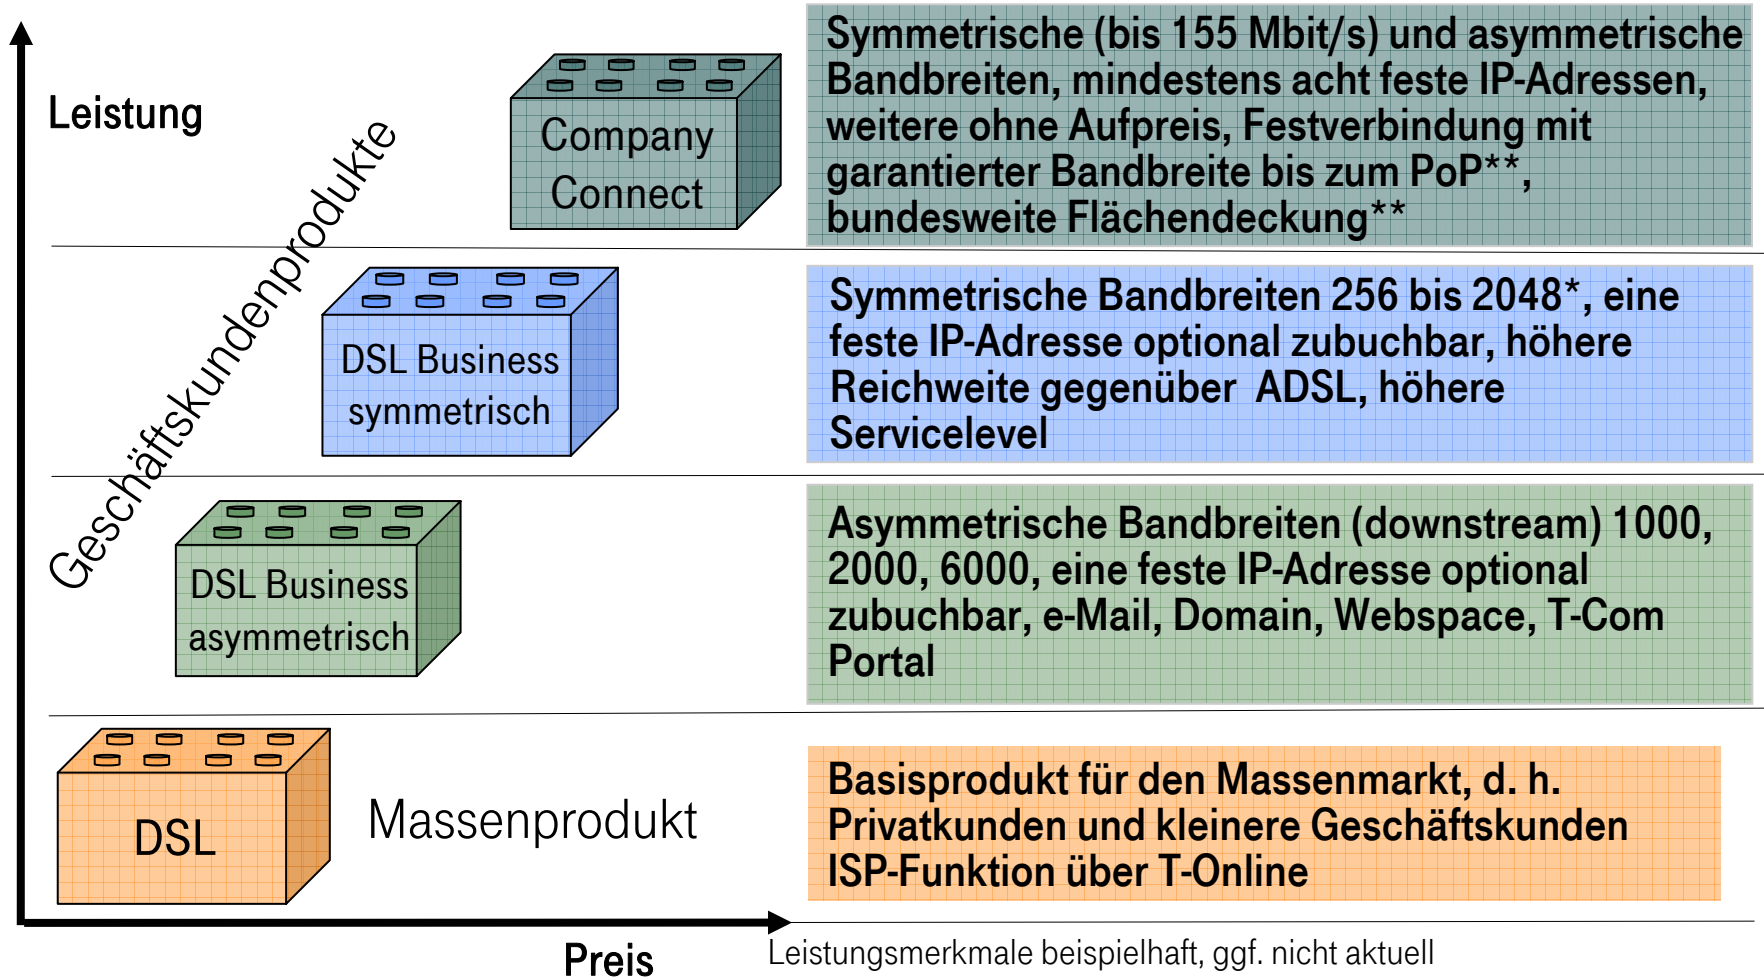 Leistung
Geschäftskundenprodukte
Company
Connect
Symmetrische (bis 155 Mbit/s) und asymmetrische
Bandbreiten, mindestens acht feste IP-Adressen,
weitere ohne Aufpreis, Festverbindung mit
garantierter Bandbreite bis zum PoP**,
bundesweite Flächendeckung**
DSL Business
symmetrisch
Symmetrische Bandbreiten 256 bis 2048*, eine
feste IP-Adresse optional zubuchbar, höhere
Reichweite gegenüber ADSL, höhere
Servicelevel
DSL Business
asymmetrisch
Asymmetrische Bandbreiten (downstream) 1000,
2000, 6000, eine feste IP-Adresse optional
zubuchbar, e-Mail, Domain, Webspace, T-Com
Portal
DSL
Massenprodukt
Basisprodukt für den Massenmarkt, d. h.
Privatkunden und kleinere Geschäftskunden
ISP-Funktion über T-Online
Preis
Leistungsmerkmale beispielhaft, ggf. nicht aktuell